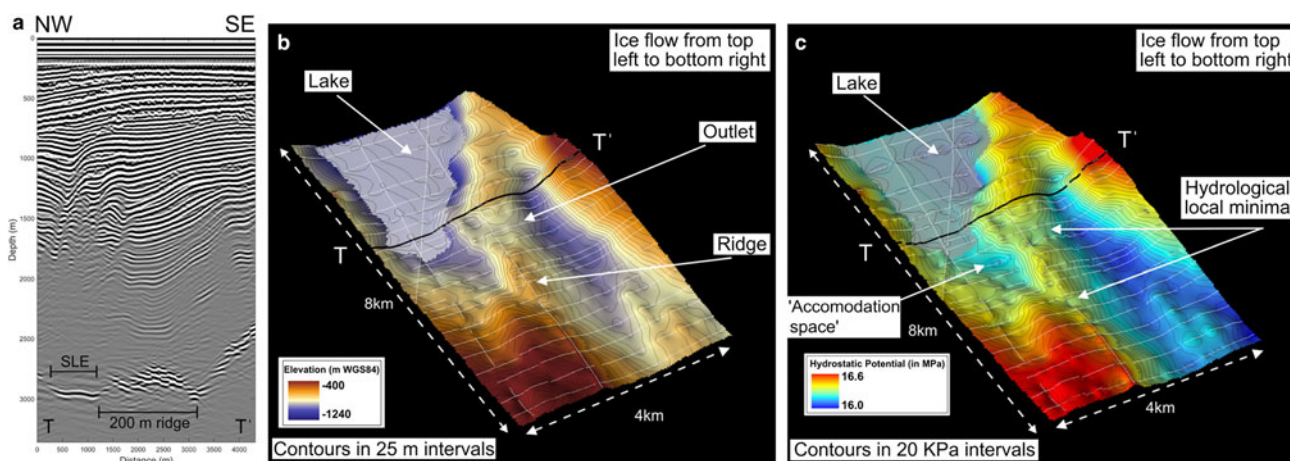 a
NW SE
0
500
1000
1500
2000
2500
3000
Depth (m)
SLE
T T'
200 m ridge
0 500 1000 1500 2000 2500 3000 3500 4000
Distance (m)
b
Ice flow from top
left to bottom right
Lake
Outlet
T'
Ridge
T
8km
4km
Elevation (m WGS84)
-400
-1240
Contours in 25 m intervals
c
Ice flow from top
left to bottom right
Lake
T'
Hydrological
local minima
T
'Accomodation
space'
8km
4km
Hydrostatic Potential (in MPa)
16.6
16.0
Contours in 20 KPa intervals